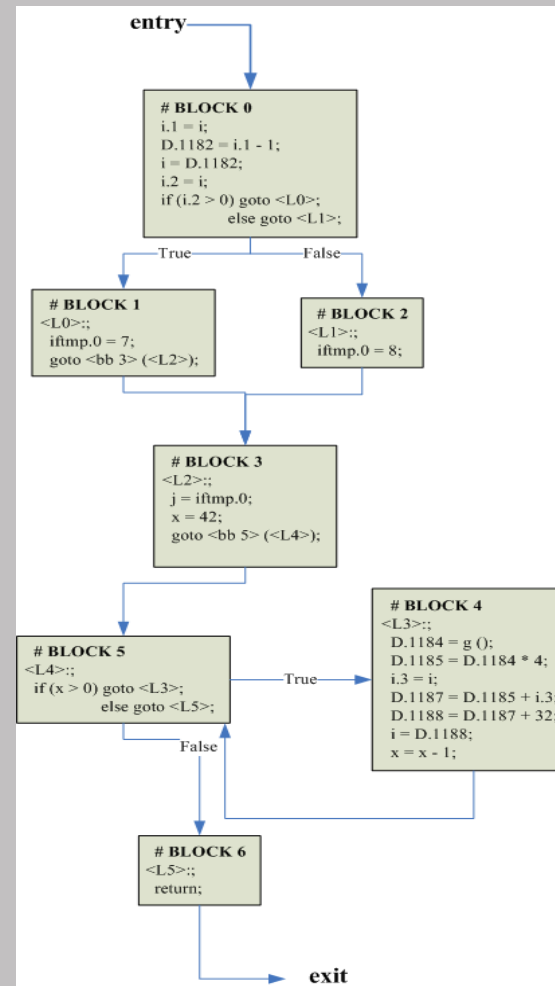 entry
# BLOCK 0
i.1 = i;
D.1182 = i.1 - 1;
i = D.1182;
i.2 = i;
if (i.2 > 0) goto <L0>;
else goto <L1>;
True
False
# BLOCK 1
<L0>:;
iftmp.0 = 7;
goto <bb 3> (<L2>);
# BLOCK 2
<L1>:;
iftmp.0 = 8;
# BLOCK 3
<L2>:;
j = iftmp.0;
x = 42;
goto <bb 5> (<L4>);
# BLOCK 5
<L4>:;
if (x > 0) goto <L3>;
else goto <L5>;
True
False
# BLOCK 4
<L3>:;
D.1184 = g ();
D.1185 = D.1184 * 4;
i.3 = i;
D.1187 = D.1185 + i.3;
D.1188 = D.1187 + 32;
i = D.1188;
x = x - 1;
# BLOCK 6
<L5>:;
return;
exit